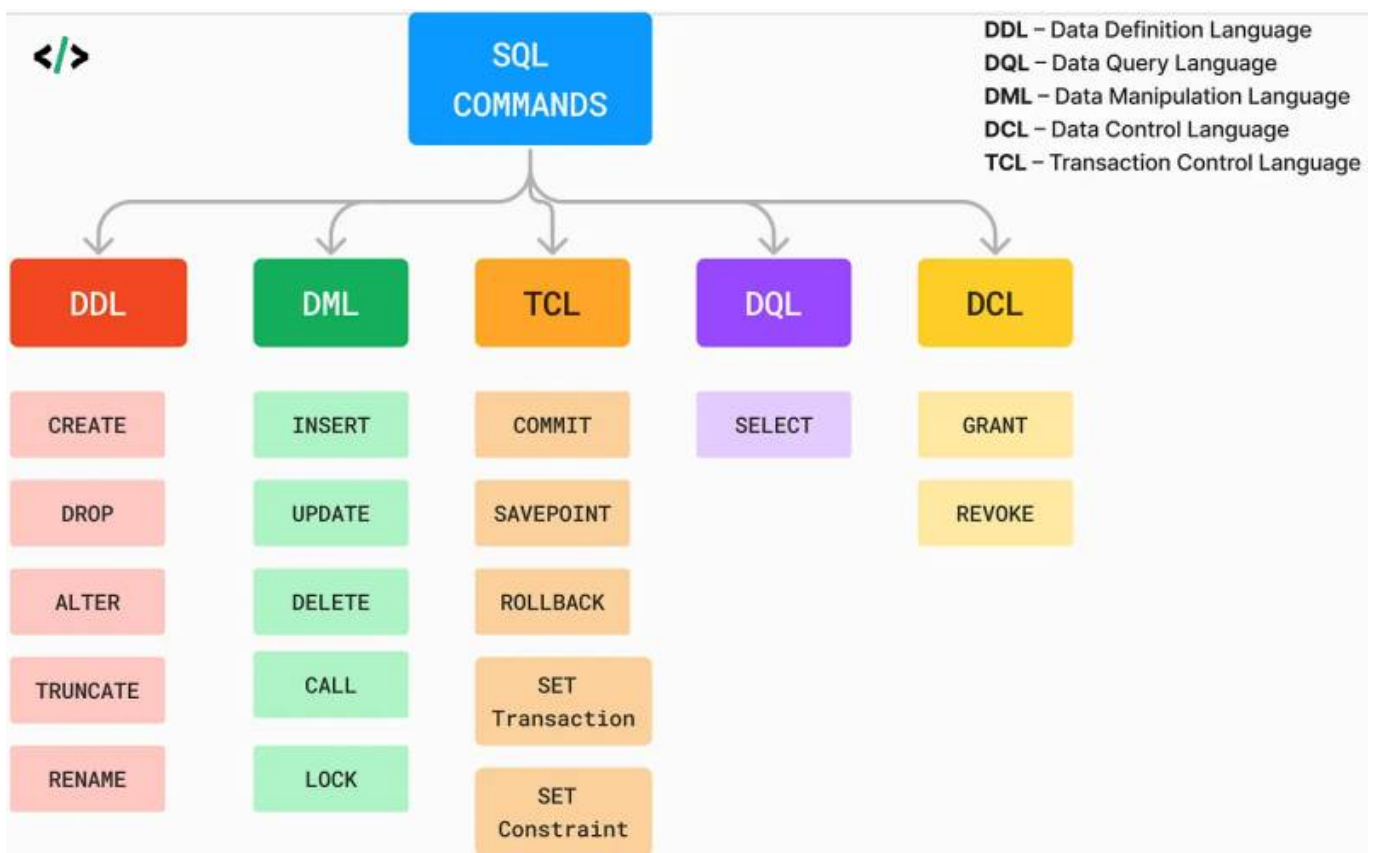 </>
SQL
COMMANDS
DDL – Data Definition Language
DQL – Data Query Language
DML – Data Manipulation Language
DCL – Data Control Language
TCL – Transaction Control Language
DDL
DML
TCL
DQL
DCL
CREATE
INSERT
COMMIT
SELECT
GRANT
DROP
UPDATE
SAVEPOINT
REVOKE
ALTER
DELETE
ROLLBACK
TRUNCATE
CALL
SET
Transaction
RENAME
LOCK
SET
Constraint